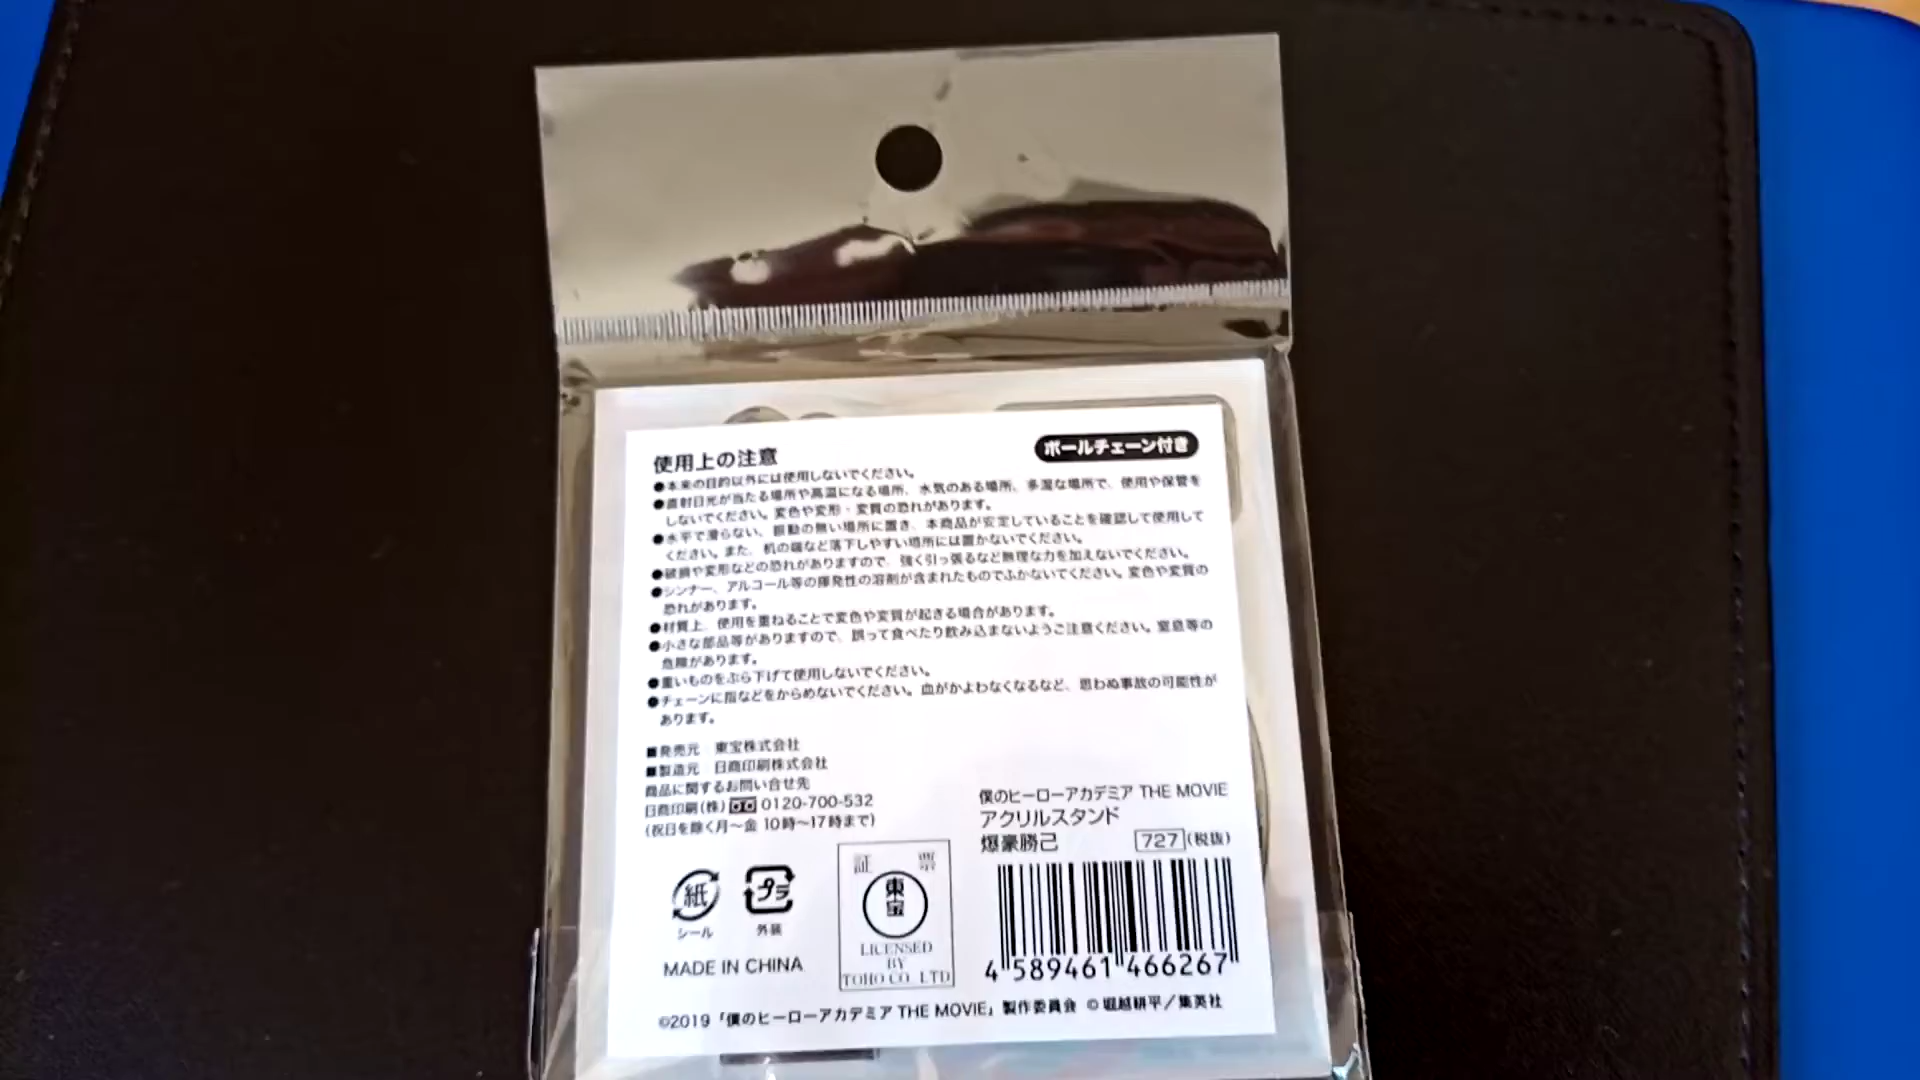 使用上の注意
ボールチェーン付き
●本来の目的以外には使用しないでください。
●直射日光が当たる場所や高温になる場所、水気のある場所、多湿な場所で、使用や保管を
しないでください。変色や変形・変質の恐れがあります。
●水平で滑らない、振動の無い場所に置き、本商品が安定していることを確認して使用して
ください。また、机の端など落下しやすい場所には置かないでください。
●破損や変形などの恐れがありますので、強く引っ張るなど無理な力を加えないでください。
●シンナー、アルコール等の揮発性の溶剤が含まれたものでふかないでください。変色や変質の
恐れがあります。
●材質上、使用を重ねることで変色や変質が起きる場合があります。
●小さな部品等がありますので、誤って食べたり飲み込まないようご注意ください。窒息等の
危険があります。
●重いものをぶら下げて使用しないでください。
●チェーンに指などをからめないでください。血がかよわなくなるなど、思わぬ事故の可能性が
あります。
■発売元 東宝株式会社
■製造元 日商印刷株式会社
商品に関するお問い合せ先
日商印刷(株) 0120-700-532
(祝日を除く月～金 10時～17時まで)
僕のヒーローアカデミア THE MOVIE
アクリルスタンド
爆豪勝己 727 (税抜)
紙
シール
プラ
外装
証 票
東宝
LICENSED
BY
TOHO CO. LTD
MADE IN CHINA
4 589461 466267
©2019「僕のヒーローアカデミア THE MOVIE」製作委員会 © 堀越耕平／集英社